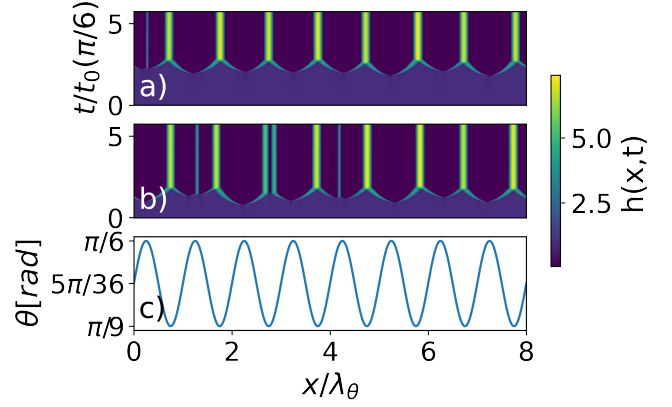 5
0
t/t₀(π/6)
a)
5
0
b)
5.0
2.5
h(x,t)
π/6
5π/36
π/9
θ[rad]
c)
0 2 4 6 8
x/λ_θ